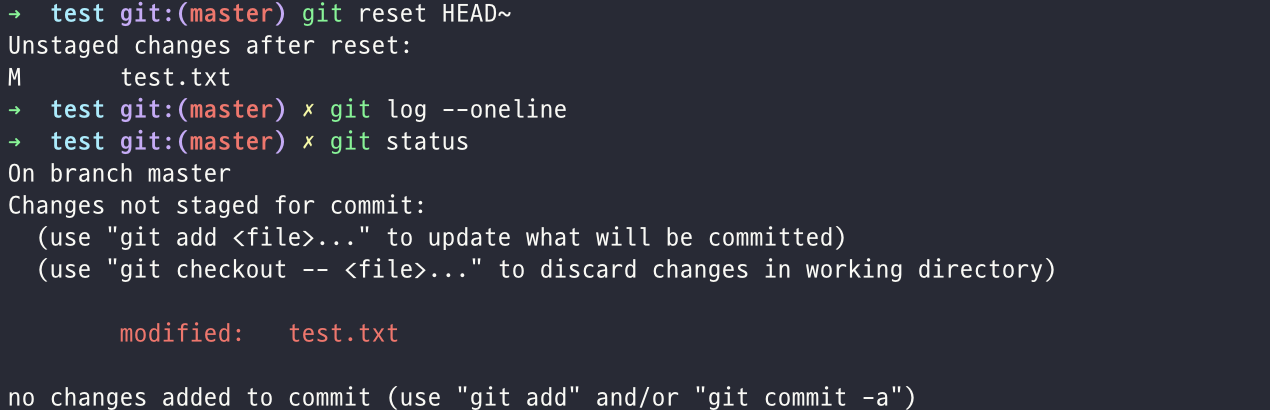 → test git:(master) git reset HEAD~
Unstaged changes after reset:
M       test.txt
→ test git:(master) ✗ git log --oneline
→ test git:(master) ✗ git status
On branch master
Changes not staged for commit:
  (use "git add <file>..." to update what will be committed)
  (use "git checkout -- <file>..." to discard changes in working directory)
        modified:   test.txt
no changes added to commit (use "git add" and/or "git commit -a")